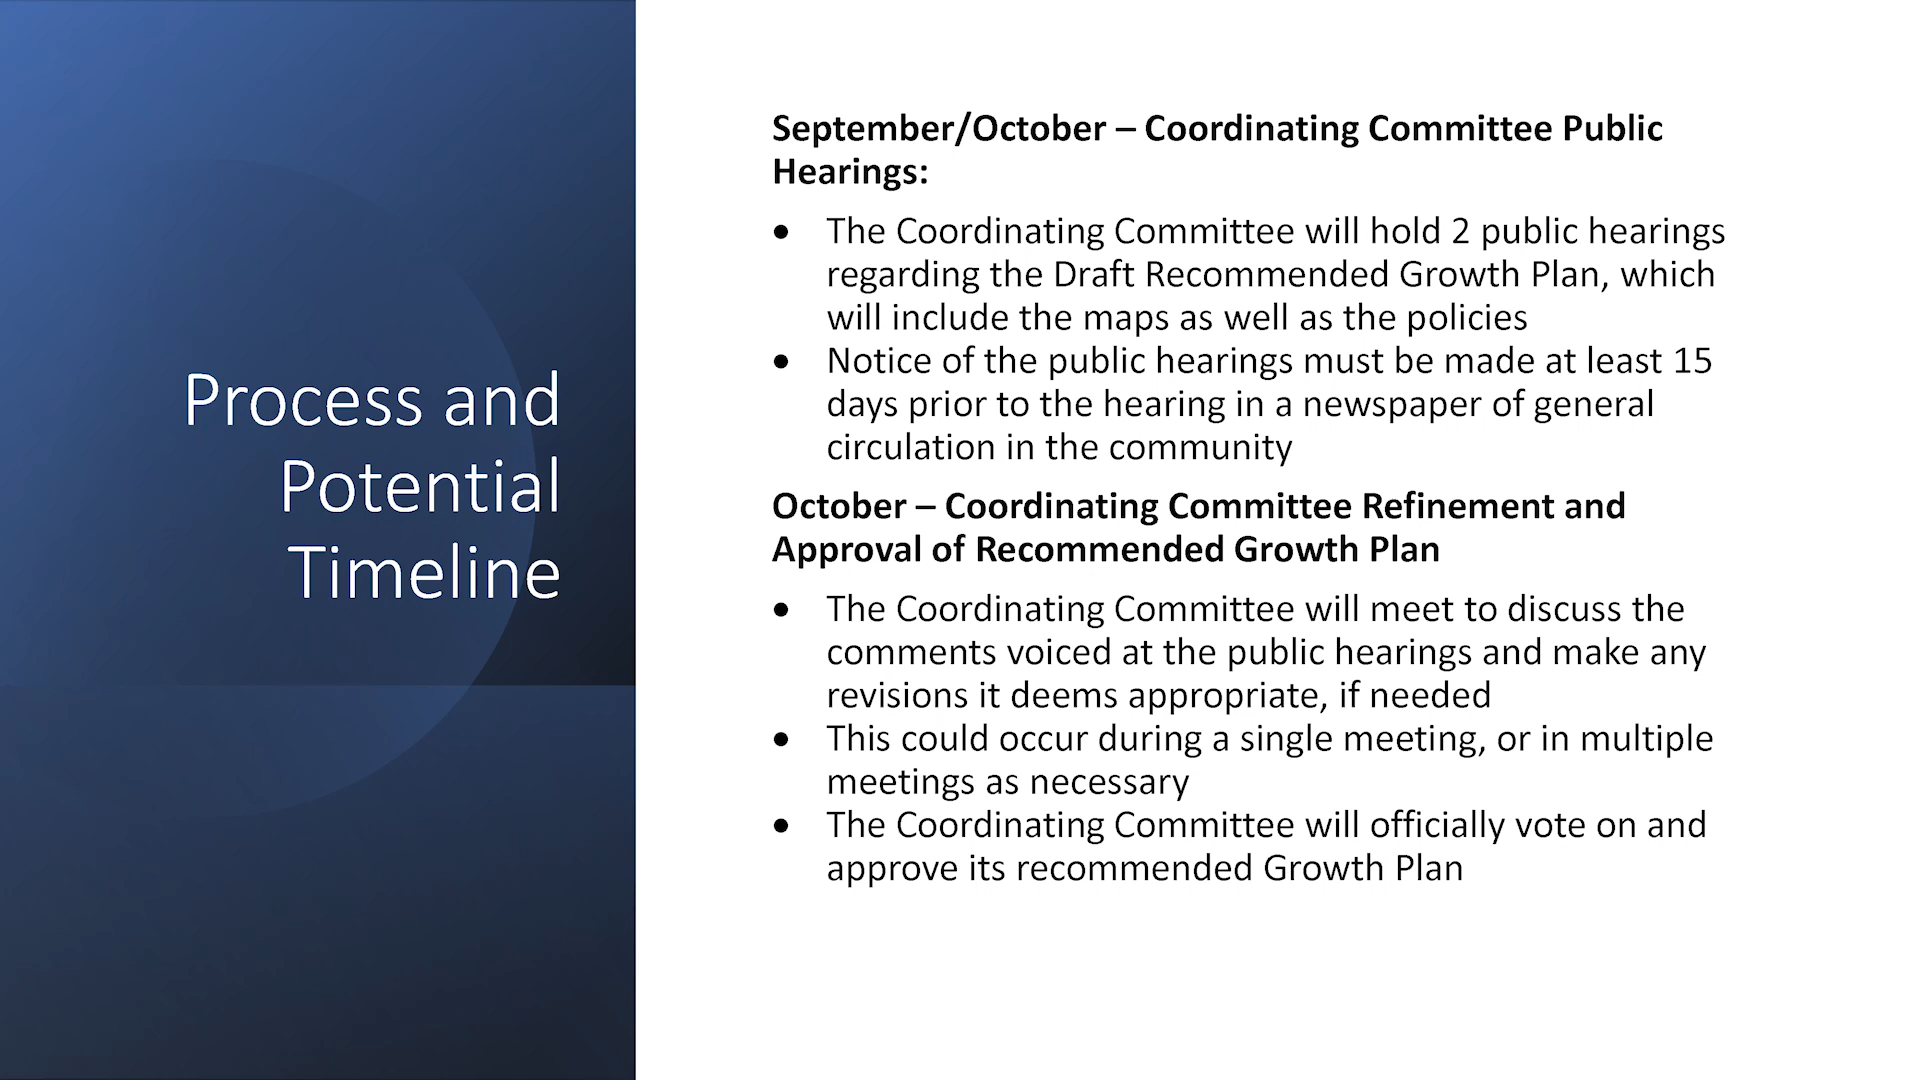 Process and
Potential
Timeline
September/October – Coordinating Committee Public
Hearings:
• The Coordinating Committee will hold 2 public hearings
regarding the Draft Recommended Growth Plan, which
will include the maps as well as the policies
• Notice of the public hearings must be made at least 15
days prior to the hearing in a newspaper of general
circulation in the community
October – Coordinating Committee Refinement and
Approval of Recommended Growth Plan
• The Coordinating Committee will meet to discuss the
comments voiced at the public hearings and make any
revisions it deems appropriate, if needed
• This could occur during a single meeting, or in multiple
meetings as necessary
• The Coordinating Committee will officially vote on and
approve its recommended Growth Plan